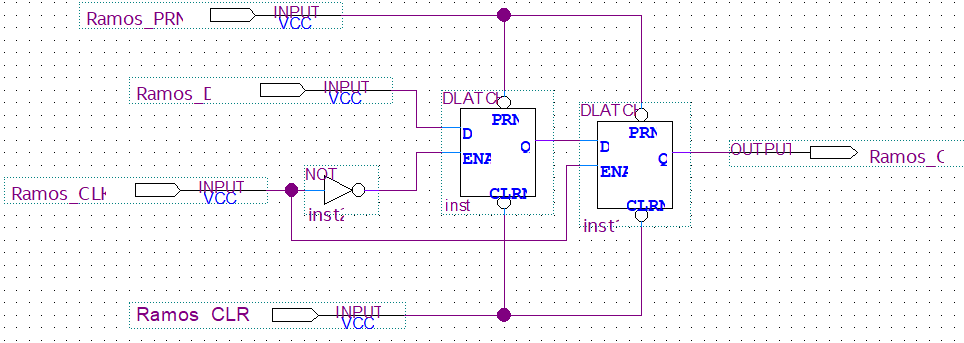 Ramos_PRN
INPUT
VCC
Ramos_D
INPUT
VCC
DLATCH
PRN
D
Q
ENA
CLRN
inst
DLATCH
PRN
D
Q
ENA
CLRN
inst1
OUTPUT
Ramos_Q
NOT
inst2
Ramos_CLK
INPUT
VCC
Ramos_CLR
INPUT
VCC